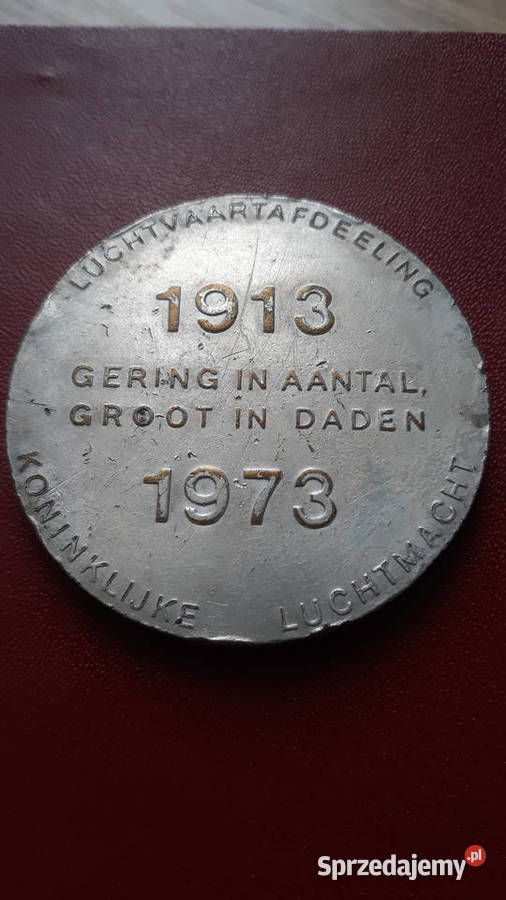 LUCHTVAARTAFDEELING
1913
GERING IN AANTAL,
GROOT IN DADEN
1973
KONINKLIJKE LUCHTMACHT
Sprzedajemy.pl